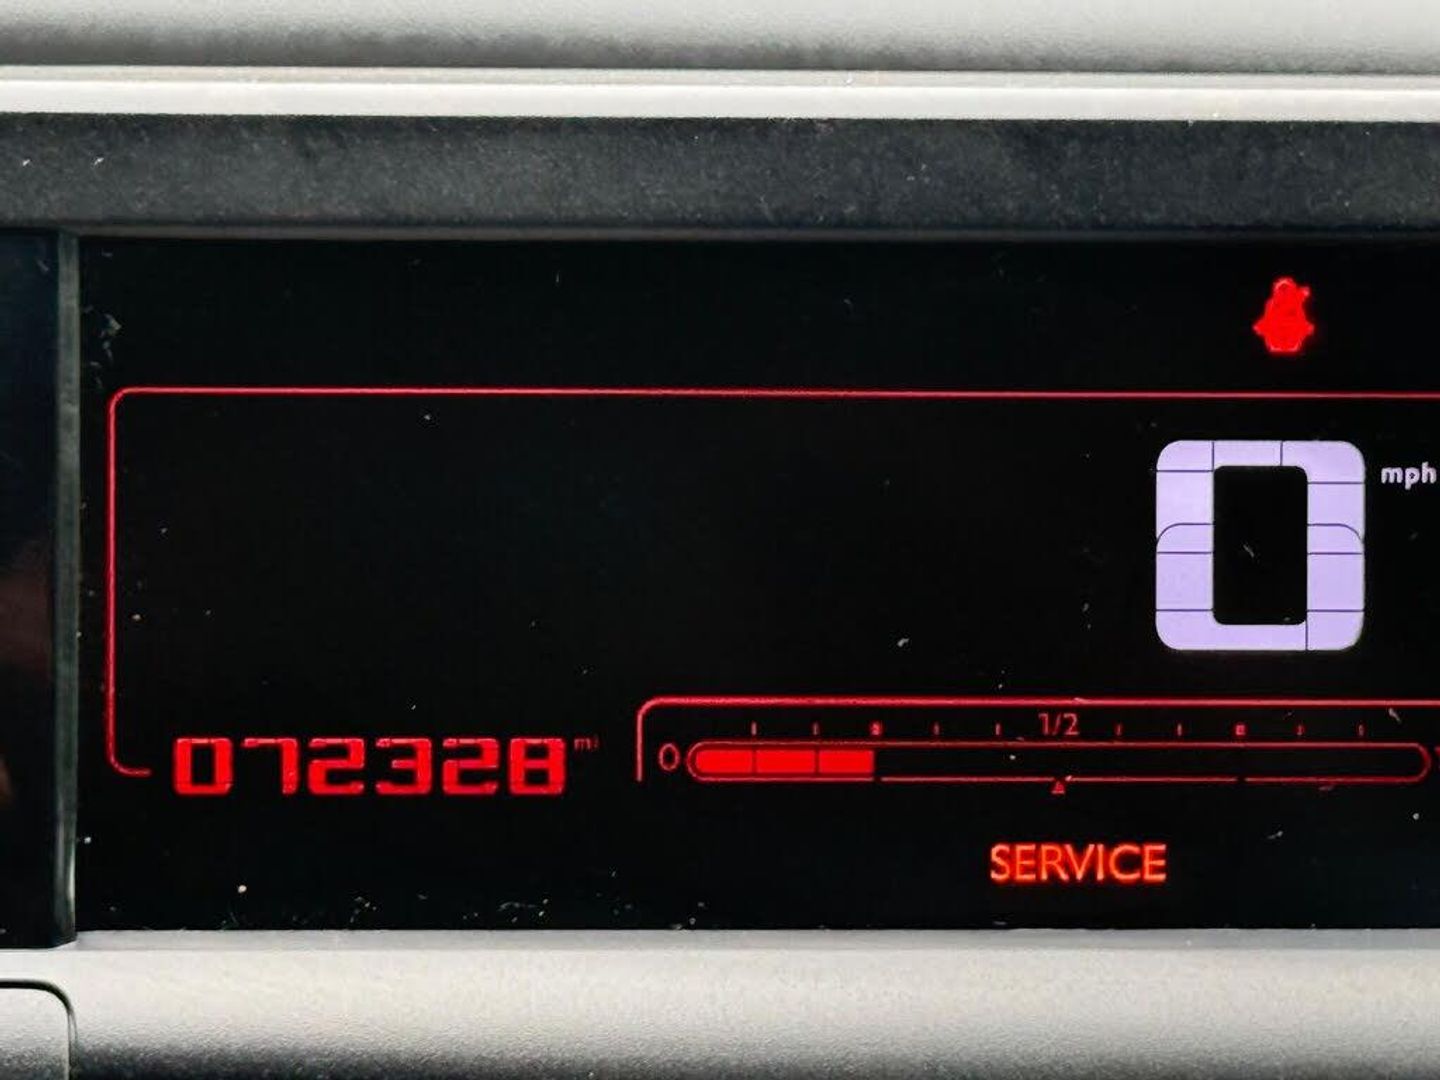 0 mph
1/2
072328 mi 0
SERVICE